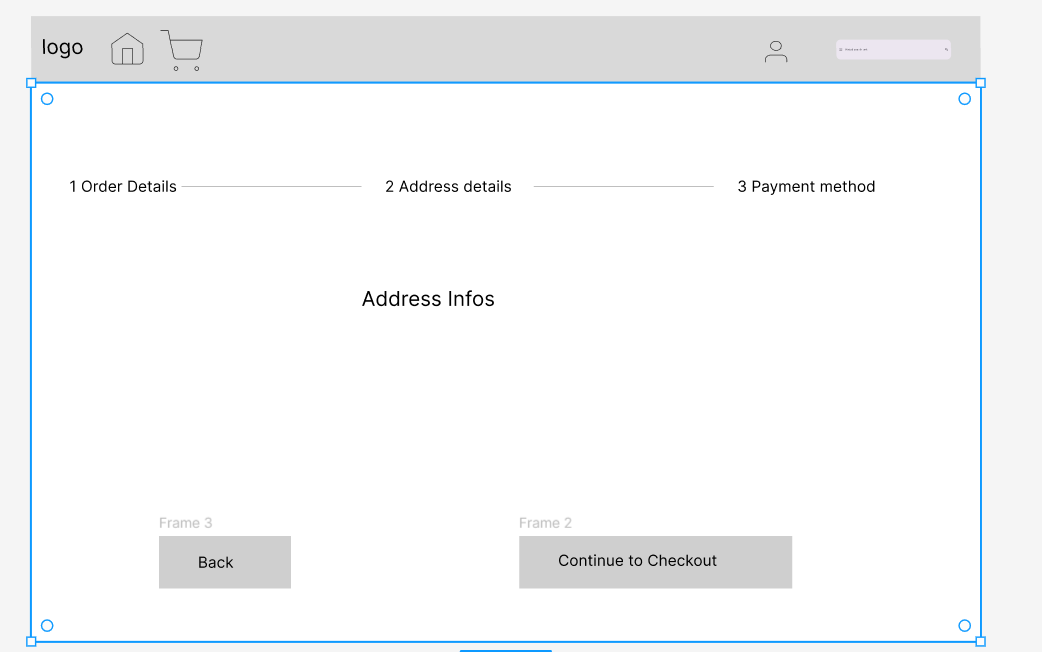 logo
1 Order Details
2 Address details
3 Payment method
Address Infos
Frame 3
Frame 2
Back
Continue to Checkout